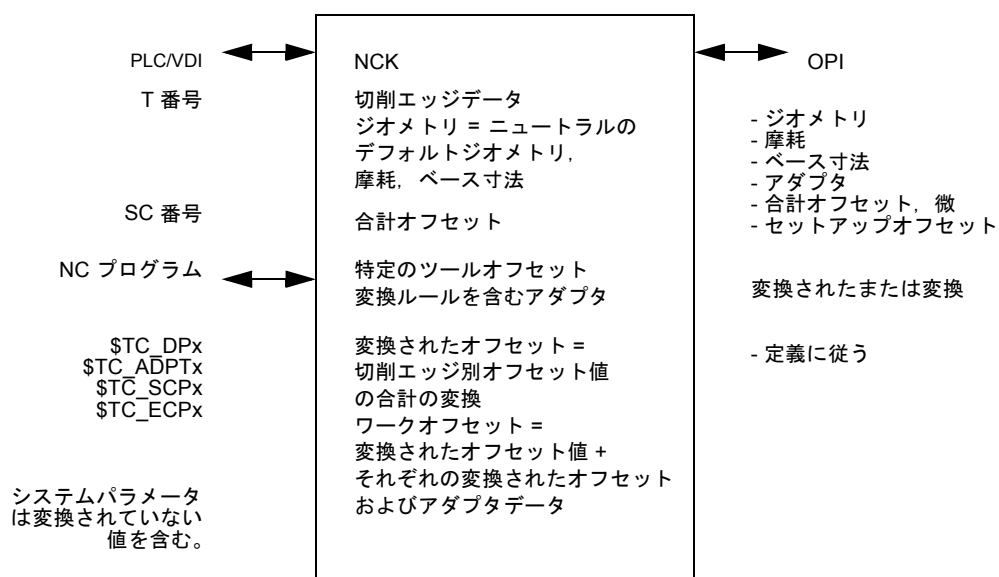 PLC/VDI
T 番号
SC 番号
NC プログラム
$TC_DPx
$TC_ADPTx
$TC_SCPx
$TC_ECPx
システムパラメータ
は変換されていない
値を含む。
NCK
切削エッジデータ
ジオメトリ = ニュートラルの
デフォルトジオメトリ,
摩耗, ベース寸法
合計オフセット
特定のツールオフセット
変換ルールを含むアダプタ
変換されたオフセット =
切削エッジ別オフセット値
の合計の変換
ワークオフセット =
変換されたオフセット値 +
それぞれの変換されたオフセット
およびアダプタデータ
OPI
- ジオメトリ
- 摩耗
- ベース寸法
- アダプタ
- 合計オフセット, 微
- セットアップオフセット
変換されたまたは変換
- 定義に従う